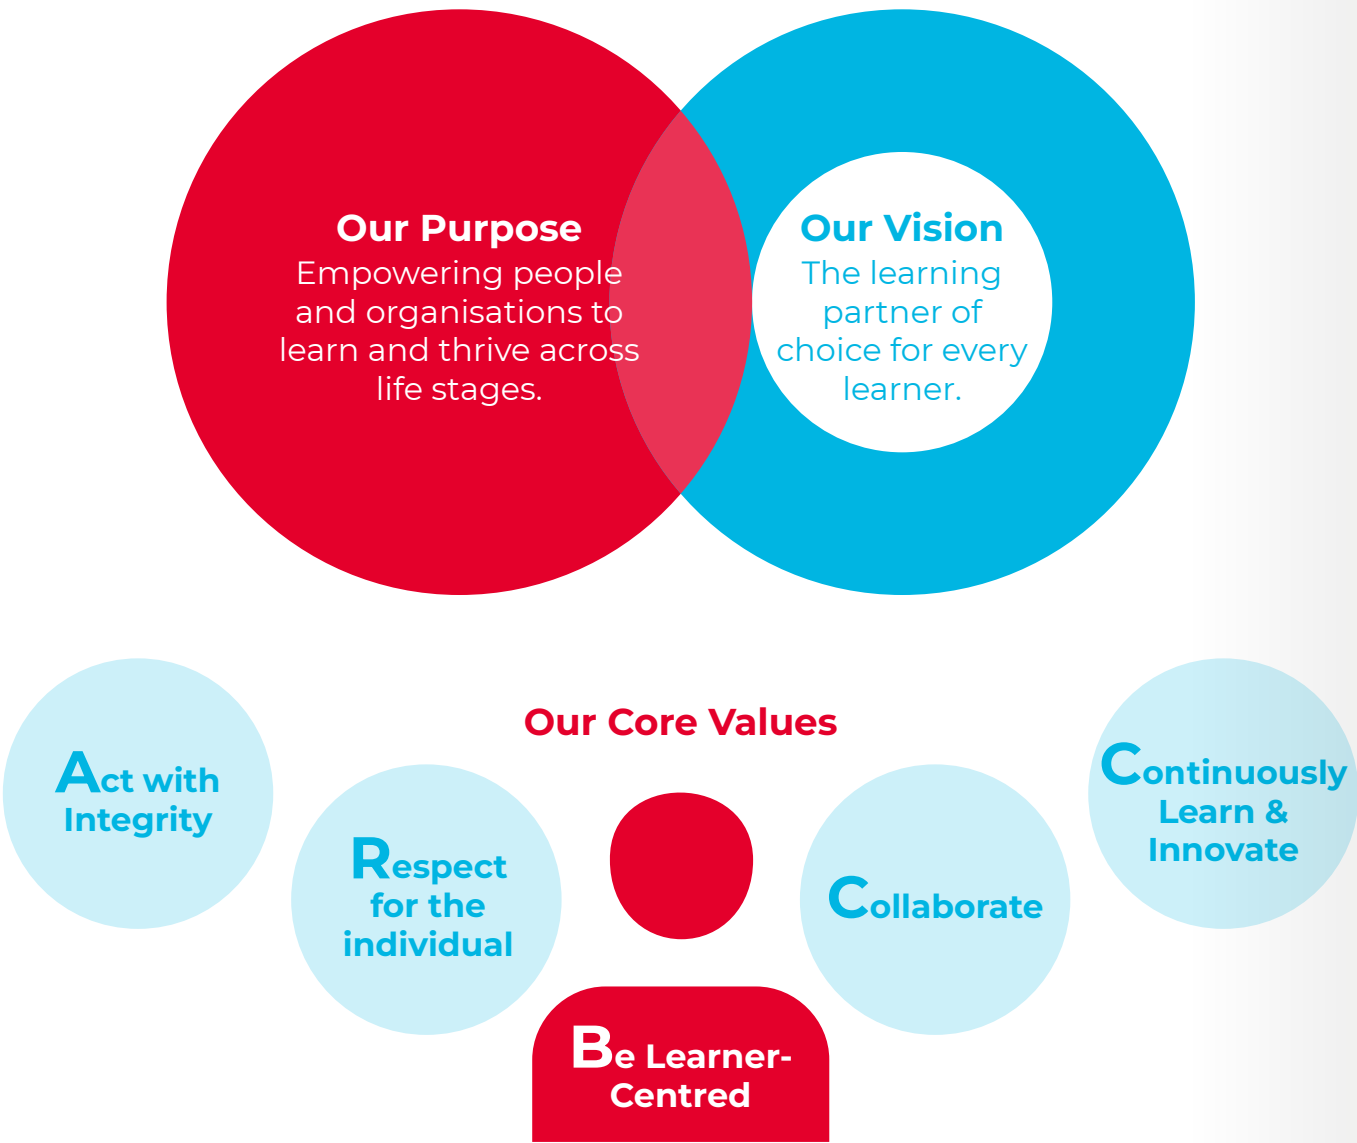 Our Purpose
Empowering people
and organisations to
learn and thrive across
life stages.
Our Vision
The learning
partner of
choice for every
learner.
Our Core Values
Act with
Integrity
Respect
for the
individual
Be Learner-
Centred
Collaborate
Continuously
Learn &
Innovate